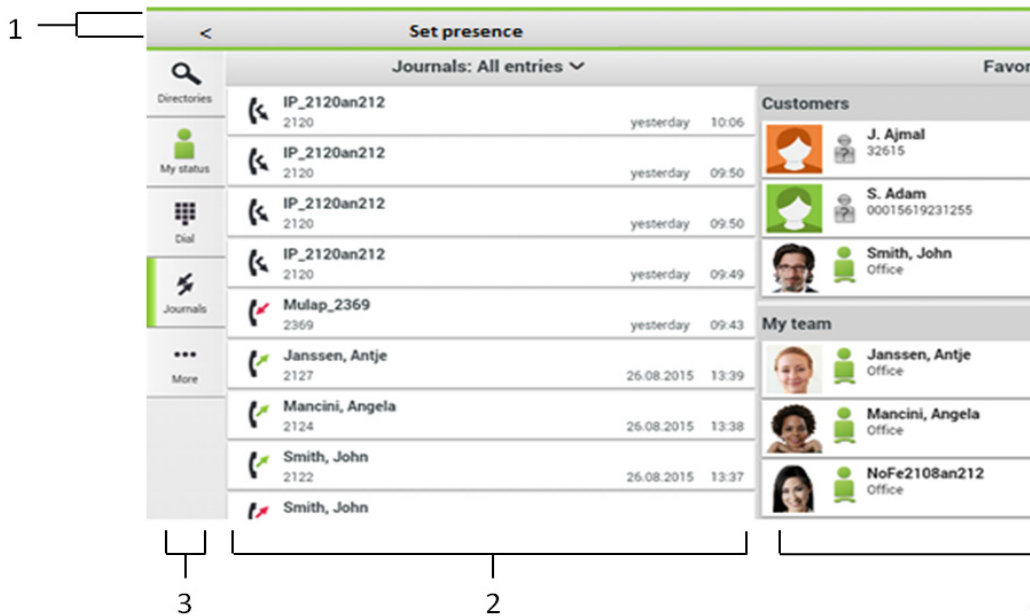 1
< Set presence
Journals: All entries
Favor
Directories
My status
Dial
Journals
More
IP_2120an212
2120 yesterday 10:06
IP_2120an212
2120 yesterday 09:50
IP_2120an212
2120 yesterday 09:50
IP_2120an212
2120 yesterday 09:49
Mulap_2369
2369 yesterday 09:43
Janssen, Antje
2127 26.08.2015 13:39
Mancini, Angela
2124 26.08.2015 13:38
Smith, John
2122 26.08.2015 13:37
Smith, John
Customers
J. Ajmal
32615
S. Adam
00015619231255
Smith, John
Office
My team
Janssen, Antje
Office
Mancini, Angela
Office
NoFe2108an212
Office
3
2